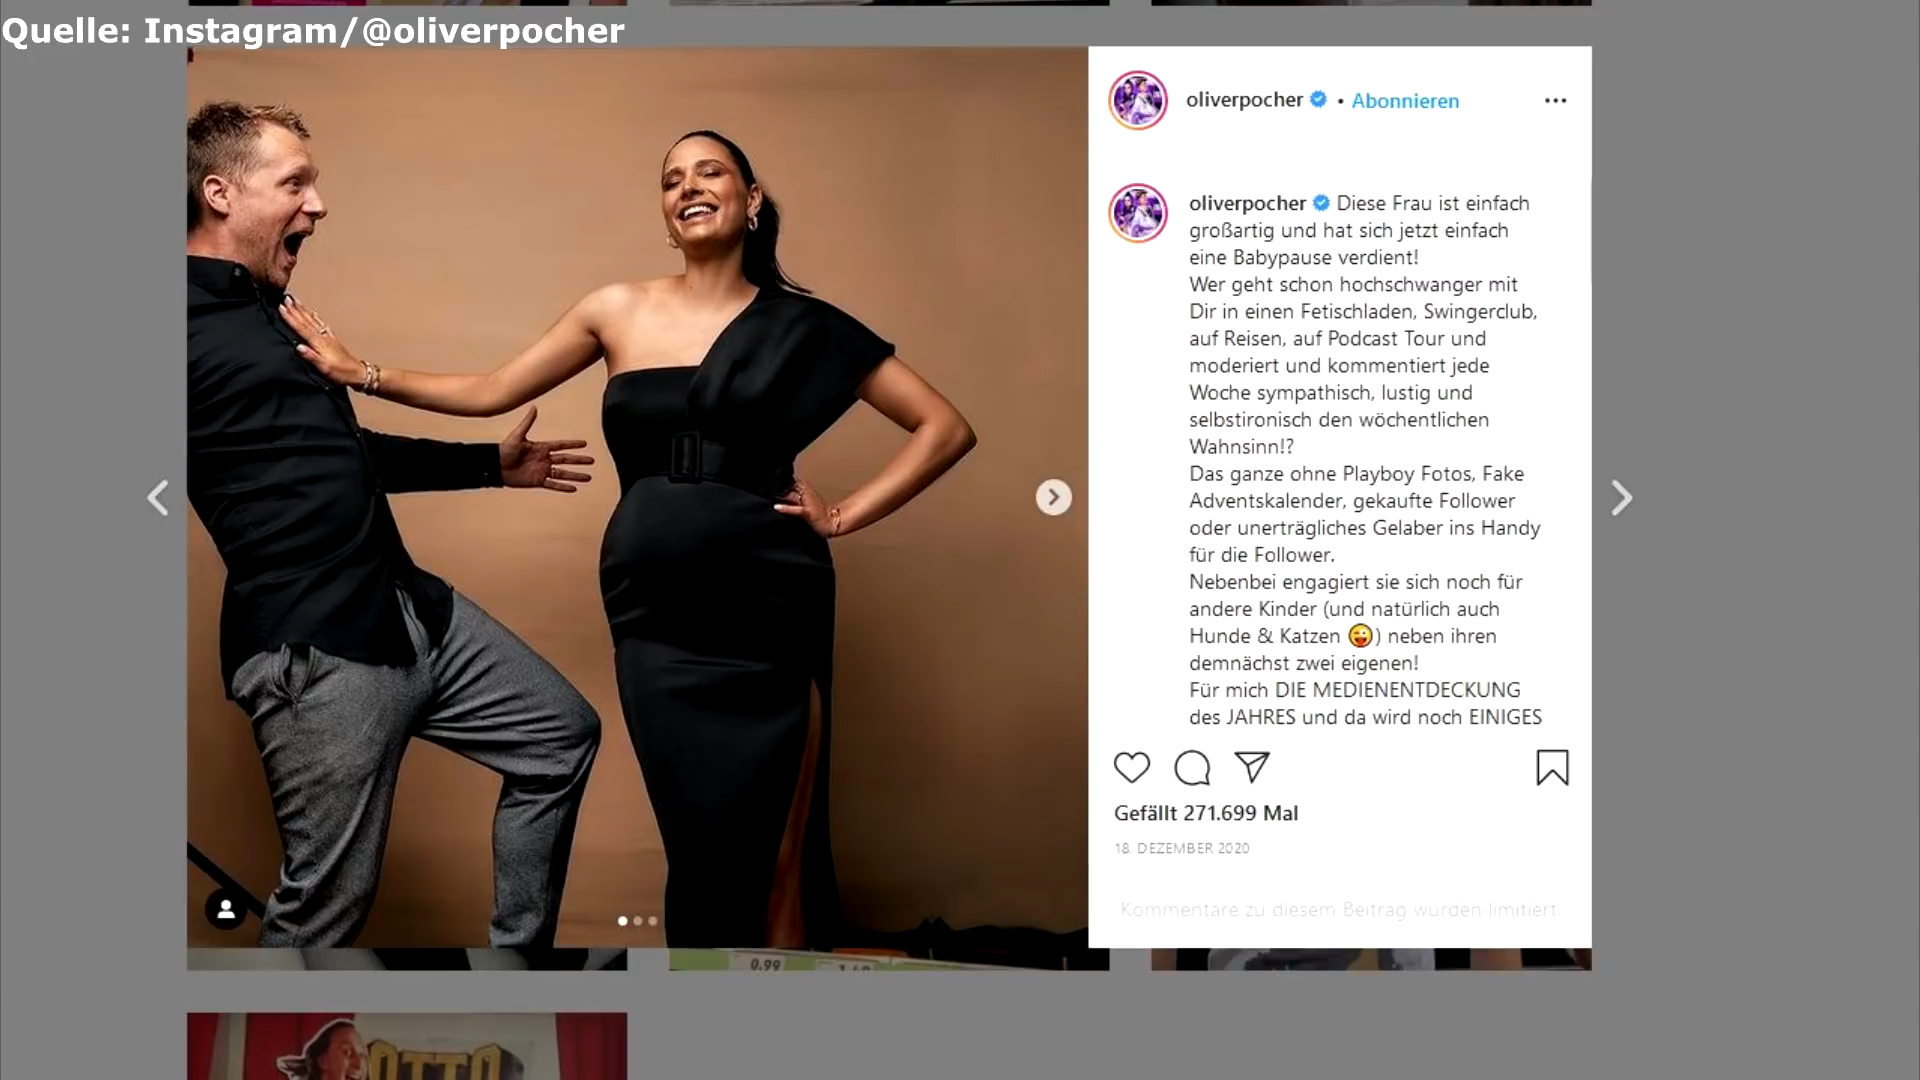 Quelle: Instagram/@oliverpocher
oliverpocher • Abonnieren
oliverpocher Diese Frau ist einfach
großartig und hat sich jetzt einfach
eine Babypause verdient!
Wer geht schon hochschwanger mit
Dir in einen Fetischladen, Swingerclub,
auf Reisen, auf Podcast Tour und
moderiert und kommentiert jede
Woche sympathisch, lustig und
selbstironisch den wöchentlichen
Wahnsinn!?
Das ganze ohne Playboy Fotos, Fake
Adventskalender, gekaufte Follower
oder unerträgliches Gelaber ins Handy
für die Follower.
Nebenbei engagiert sie sich noch für
andere Kinder (und natürlich auch
Hunde & Katzen 😜) neben ihren
demnächst zwei eigenen!
Für mich DIE MEDIENENTDECKUNG
des JAHRES und da wird noch EINIGES
Gefällt 271.699 Mal
18. DEZEMBER 2020
Kommentare zu diesem Beitrag wurden limitiert.
0.99
OTTO